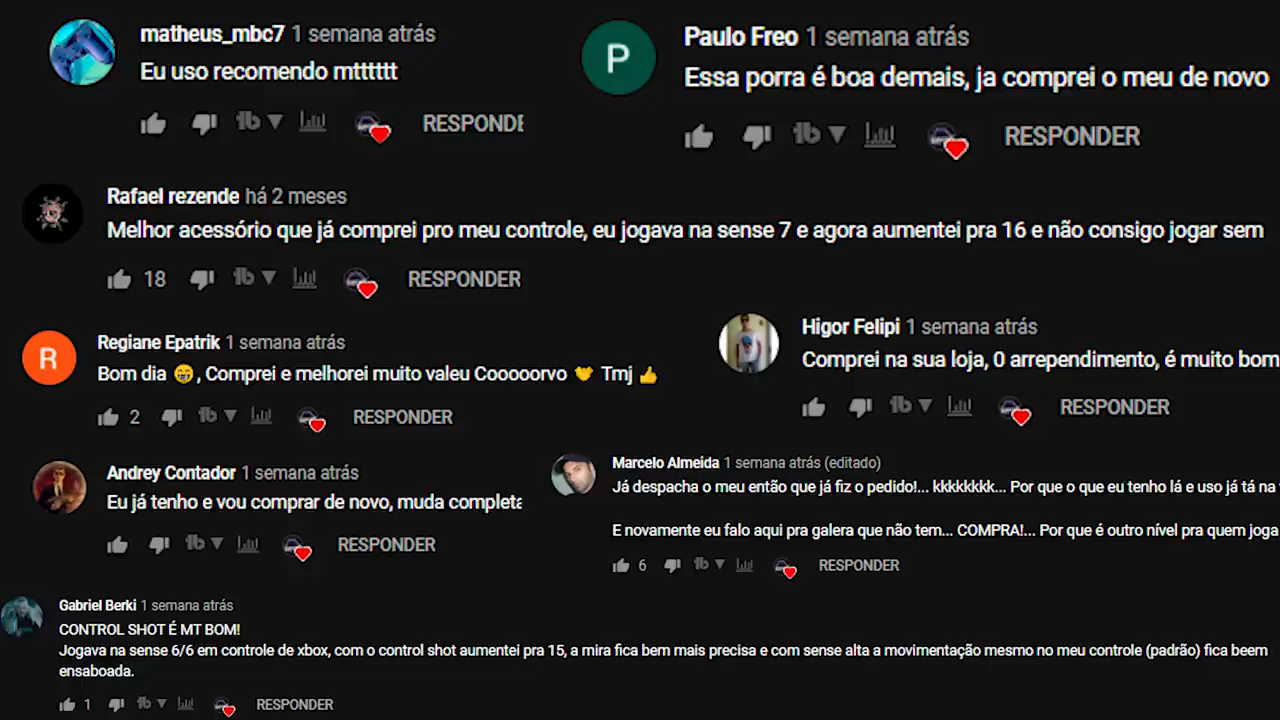 matheus_mbc7 1 semana atrás
Eu uso recomendo mttttt
RESPONDE
Paulo Freo 1 semana atrás
Essa porra é boa demais, ja comprei o meu de novo
RESPONDER
Rafael rezende há 2 meses
Melhor acessório que já comprei pro meu controle, eu jogava na sense 7 e agora aumentei pra 16 e não consigo jogar sem
18 RESPONDER
Regiane Epatrik 1 semana atrás
Bom dia 😁, Comprei e melhorei muito valeu Cooooorvo 🤝 Tmj 👍
2 RESPONDER
Higor Felipi 1 semana atrás
Comprei na sua loja, 0 arrependimento, é muito bom
RESPONDER
Andrey Contador 1 semana atrás
Eu já tenho e vou comprar de novo, muda completa
RESPONDER
Marcelo Almeida 1 semana atrás (editado)
Já despacha o meu então que já fiz o pedido!... kkkkkkkk... Por que o que eu tenho lá e uso já tá na
E novamente eu falo aqui pra galera que não tem... COMPRA!... Por que é outro nível pra quem joga
6 RESPONDER
Gabriel Berki 1 semana atrás
CONTROL SHOT É MT BOM!
Jogava na sense 6/6 em controle de xbox, com o control shot aumentei pra 15, a mira fica bem mais precisa e com sense alta a movimentação mesmo no meu controle (padrão) fica beem
ensaboada.
1 RESPONDER